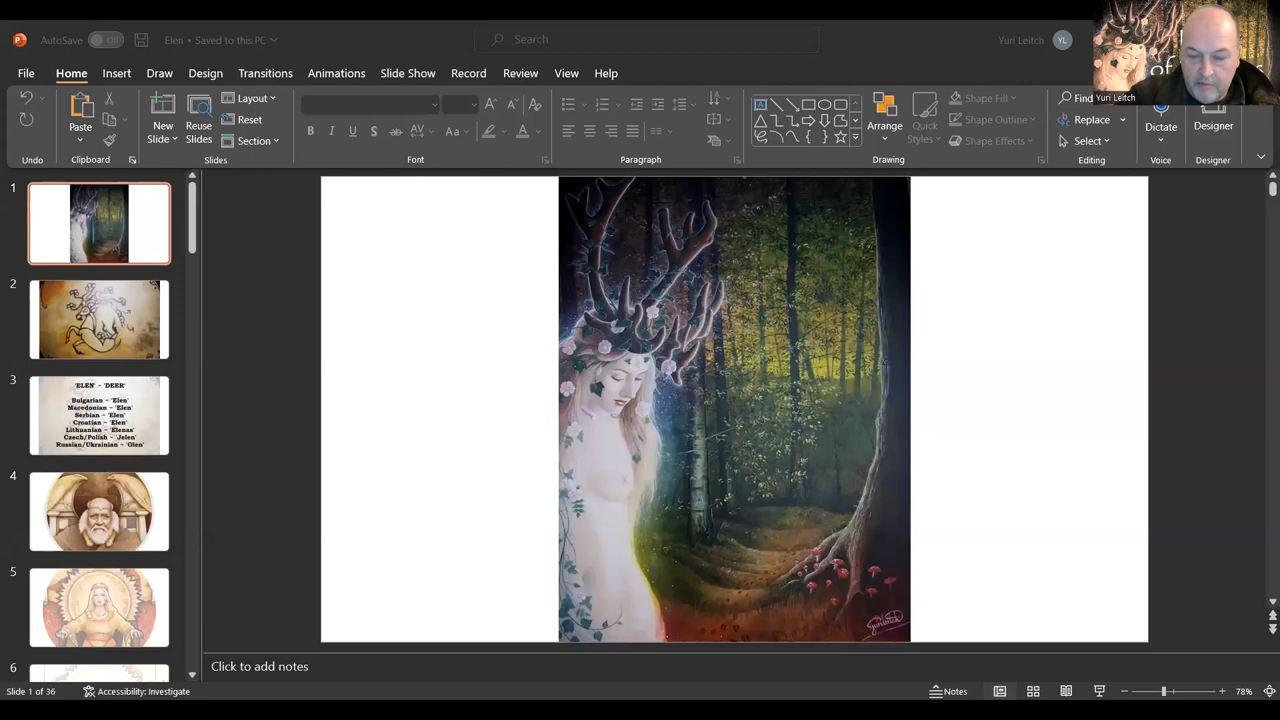 AutoSave Off Elen • Saved to this PC Search Yuri Leitch YL
File Home Insert Draw Design Transitions Animations Slide Show Record Review View Help
Paste New Slide Reuse Slides Layout Reset Section Arrange Quick Styles Shape Fill Shape Outline Shape Effects Find Replace Select Dictate Designer
Undo Clipboard Slides Font Paragraph Drawing Editing Voice Designer
of
Yuri Leitch
1
2
3
'ELEN' ~ 'DEER'
Bulgarian ~ 'Elen'
Macedonian ~ 'Elen'
Serbian ~ 'Elen'
Croatian ~ 'Elen'
Lithuanian ~ 'Elenas'
Czech/Polish ~ 'Jelen'
Russian/Ukrainian ~ 'Olen'
4
5
6
Click to add notes
Slide 1 of 36 Accessibility: Investigate Notes 78%